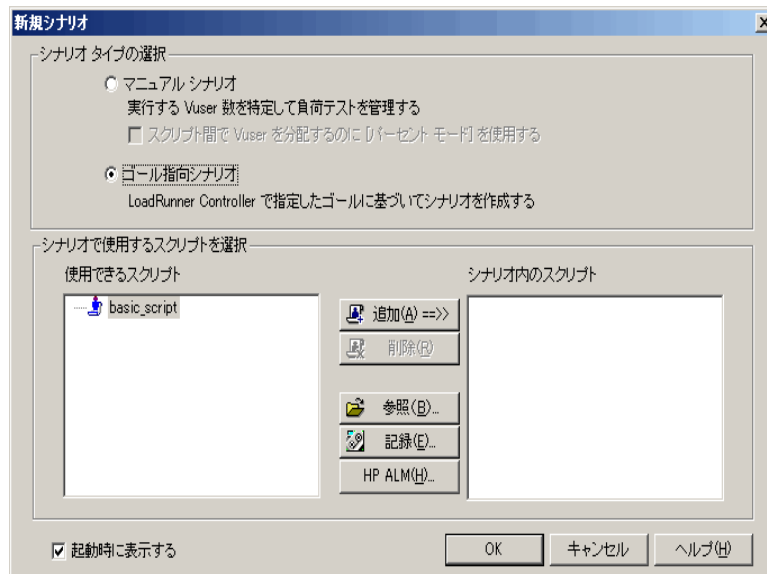 新規シナリオ
シナリオ タイプの選択
マニュアル シナリオ
実行する Vuser 数を特定して負荷テストを管理する
スクリプト間で Vuser を分配するのに [パーセント モード] を使用する
ゴール指向シナリオ
LoadRunner Controller で指定したゴールに基づいてシナリオを作成する
シナリオで使用するスクリプトを選択
使用できるスクリプト
シナリオ内のスクリプト
basic_script
追加(A) ==>>
削除(R)
参照(B)...
記録(E)...
HP ALM(H)...
起動時に表示する
OK
キャンセル
ヘルプ(H)